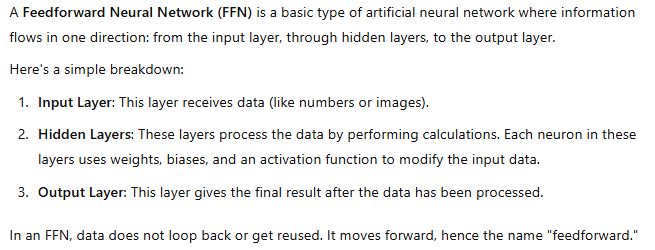 A Feedforward Neural Network (FFN) is a basic type of artificial neural network where information
flows in one direction: from the input layer, through hidden layers, to the output layer.
Here's a simple breakdown:
1. Input Layer: This layer receives data (like numbers or images).
2. Hidden Layers: These layers process the data by performing calculations. Each neuron in these
layers uses weights, biases, and an activation function to modify the input data.
3. Output Layer: This layer gives the final result after the data has been processed.
In an FFN, data does not loop back or get reused. It moves forward, hence the name "feedforward."